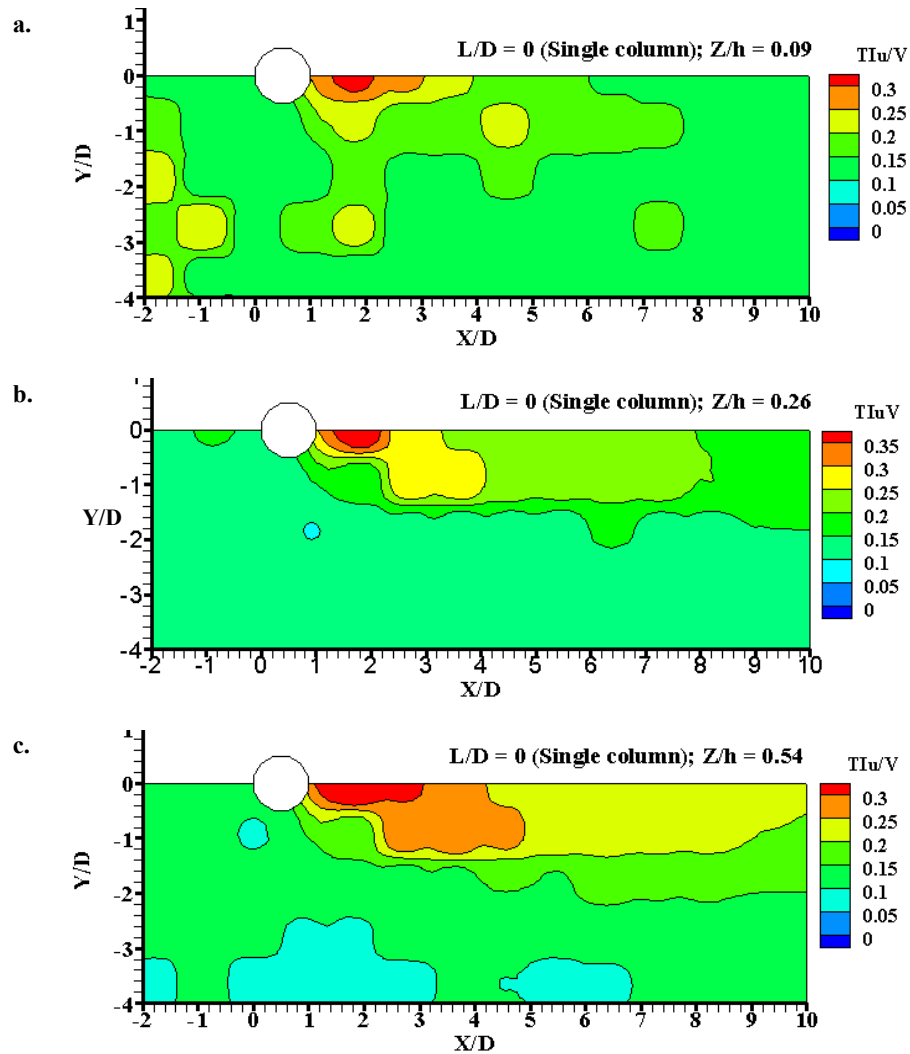 a.
L/D = 0 (Single column); Z/h = 0.09
TIu/V
1
0
-1
-2
-3
-4
Y/D
-2 -1 0 1 2 3 4 5 6 7 8 9 10
X/D
0.3
0.25
0.2
0.15
0.1
0.05
0
b.
L/D = 0 (Single column); Z/h = 0.26
TIuV
0
-1
-2
-3
-4
Y/D
-2 -1 0 1 2 3 4 5 6 7 8 9 10
X/D
0.35
0.3
0.25
0.2
0.15
0.1
0.05
0
c.
L/D = 0 (Single column); Z/h = 0.54
TIu/V
0
-1
-2
-3
-4
Y/D
-2 -1 0 1 2 3 4 5 6 7 8 9 10
X/D
0.3
0.25
0.2
0.15
0.1
0.05
0